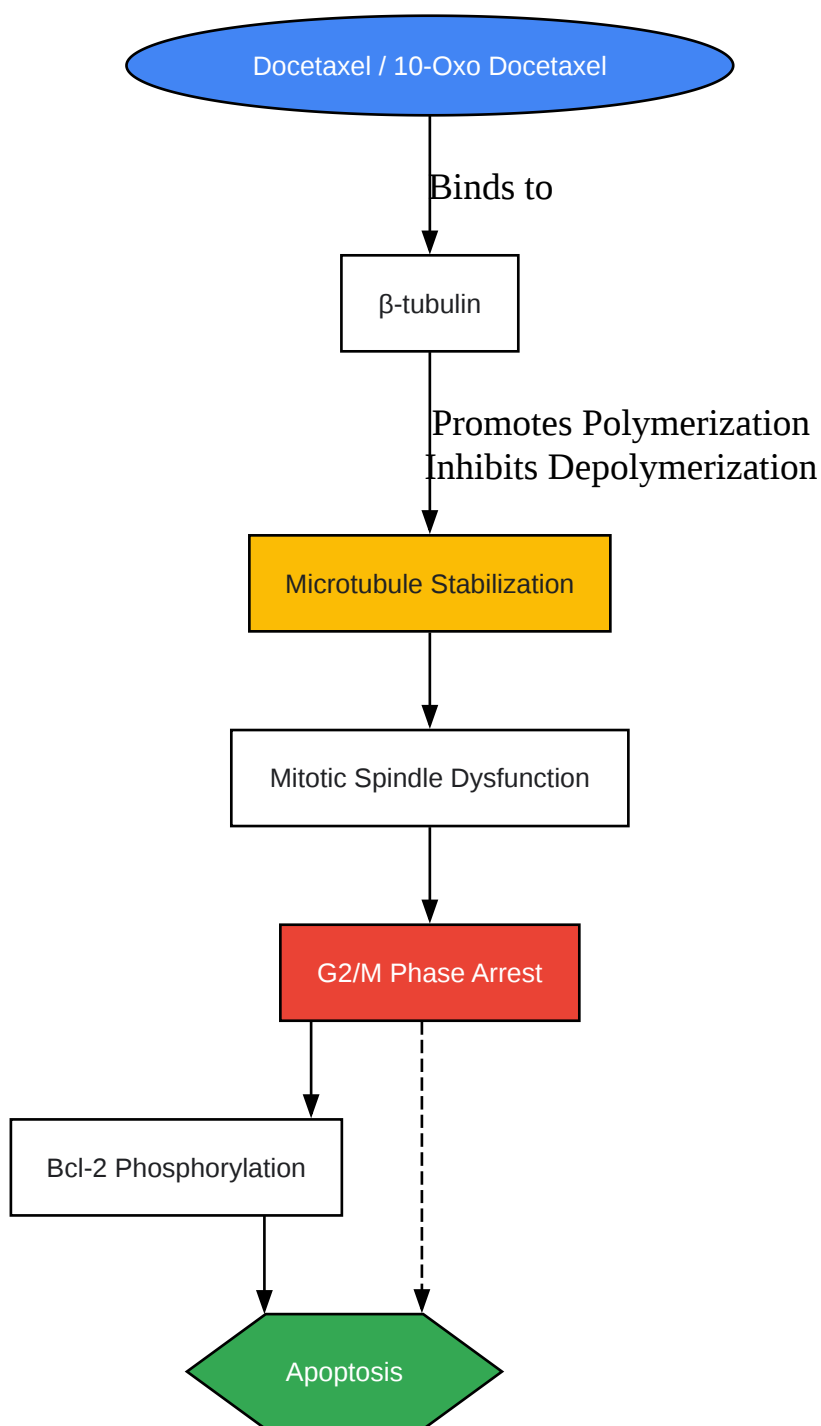 Docetaxel / 10-Oxo Docetaxel
Binds to
β-tubulin
Promotes Polymerization
Inhibits Depolymerization
Microtubule Stabilization
Mitotic Spindle Dysfunction
G2/M Phase Arrest
Bcl-2 Phosphorylation
Apoptosis